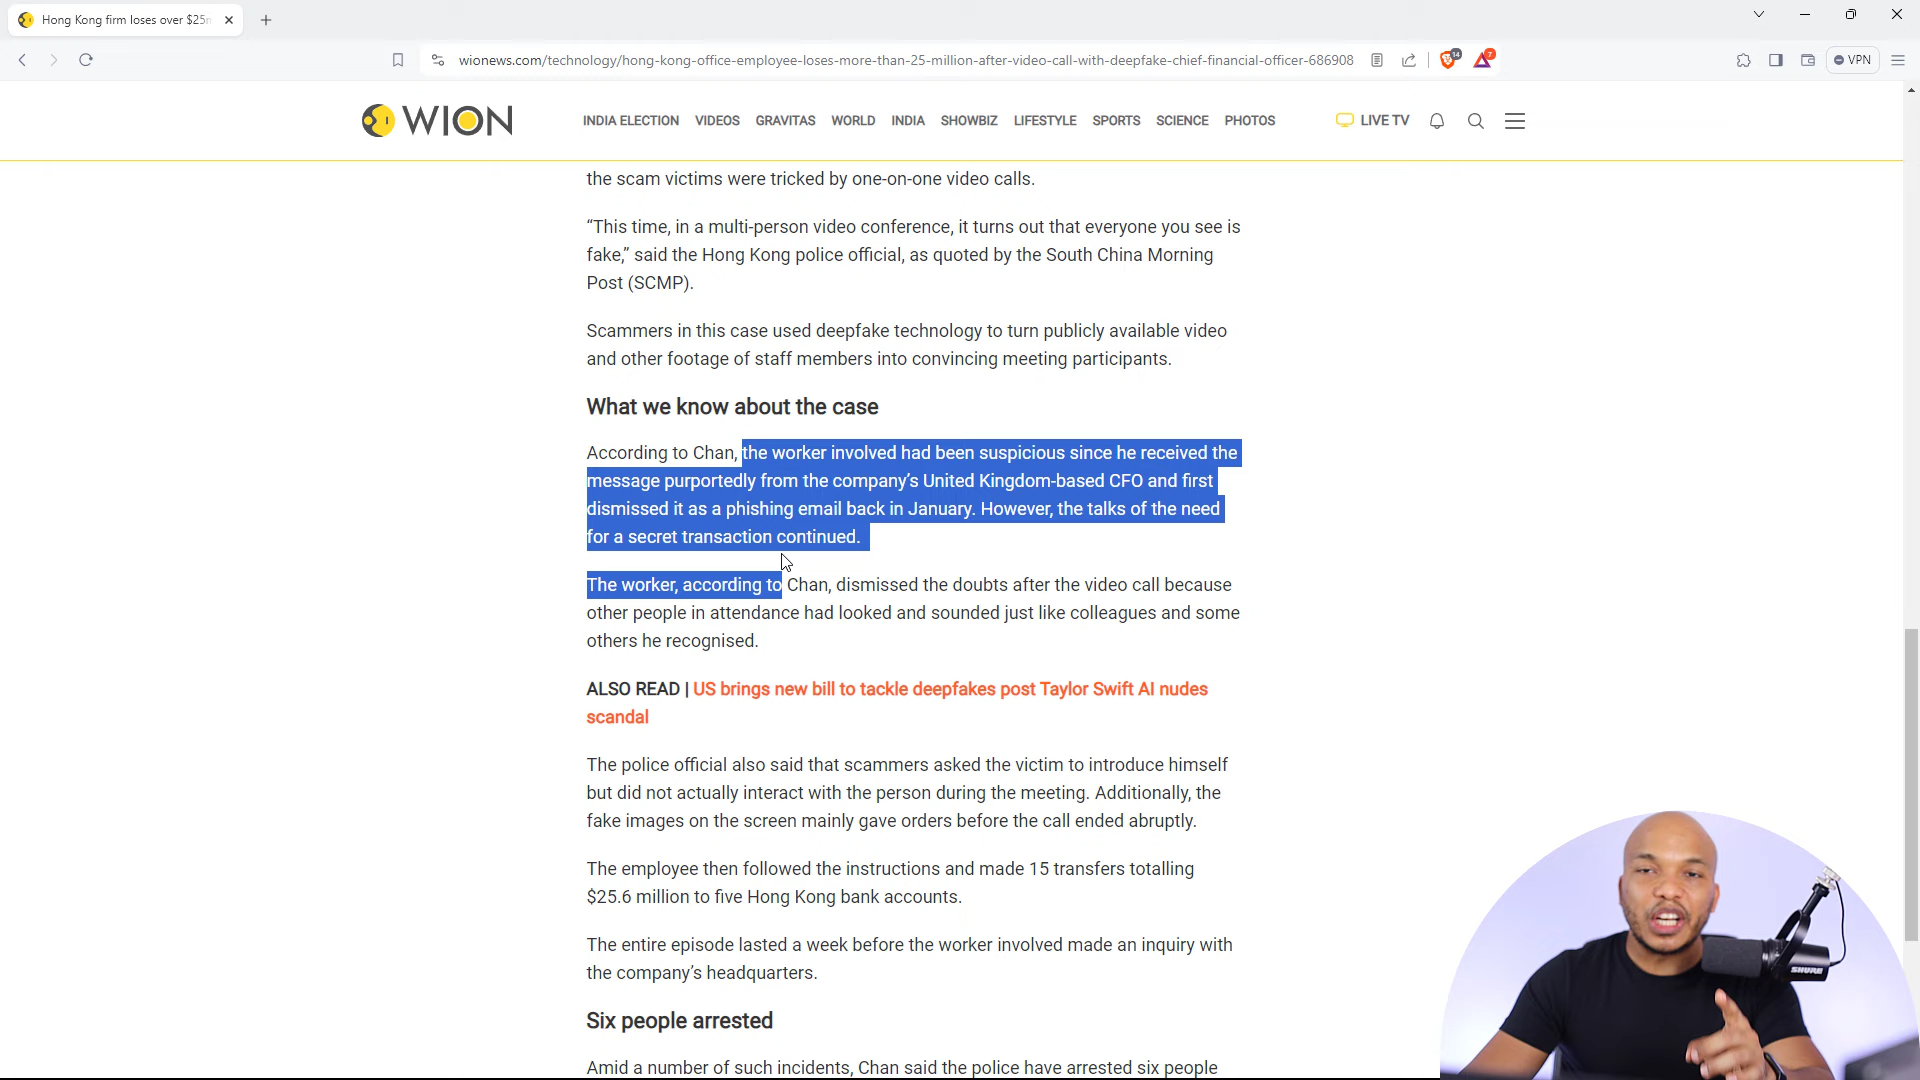 Hong Kong firm loses over $25m
wionews.com/technology/hong-kong-office-employee-loses-more-than-25-million-after-video-call-with-deepfake-chief-financial-officer-686908
14
7
VPN
WION
INDIA ELECTION VIDEOS GRAVITAS WORLD INDIA SHOWBIZ LIFESTYLE SPORTS SCIENCE PHOTOS LIVE TV
the scam victims were tricked by one-on-one video calls.
“This time, in a multi-person video conference, it turns out that everyone you see is
fake,” said the Hong Kong police official, as quoted by the South China Morning
Post (SCMP).
Scammers in this case used deepfake technology to turn publicly available video
and other footage of staff members into convincing meeting participants.
What we know about the case
According to Chan, the worker involved had been suspicious since he received the
message purportedly from the company’s United Kingdom-based CFO and first
dismissed it as a phishing email back in January. However, the talks of the need
for a secret transaction continued.
The worker, according to Chan, dismissed the doubts after the video call because
other people in attendance had looked and sounded just like colleagues and some
others he recognised.
ALSO READ | US brings new bill to tackle deepfakes post Taylor Swift AI nudes
scandal
The police official also said that scammers asked the victim to introduce himself
but did not actually interact with the person during the meeting. Additionally, the
fake images on the screen mainly gave orders before the call ended abruptly.
The employee then followed the instructions and made 15 transfers totalling
$25.6 million to five Hong Kong bank accounts.
The entire episode lasted a week before the worker involved made an inquiry with
the company’s headquarters.
Six people arrested
Amid a number of such incidents, Chan said the police have arrested six people
SHURE